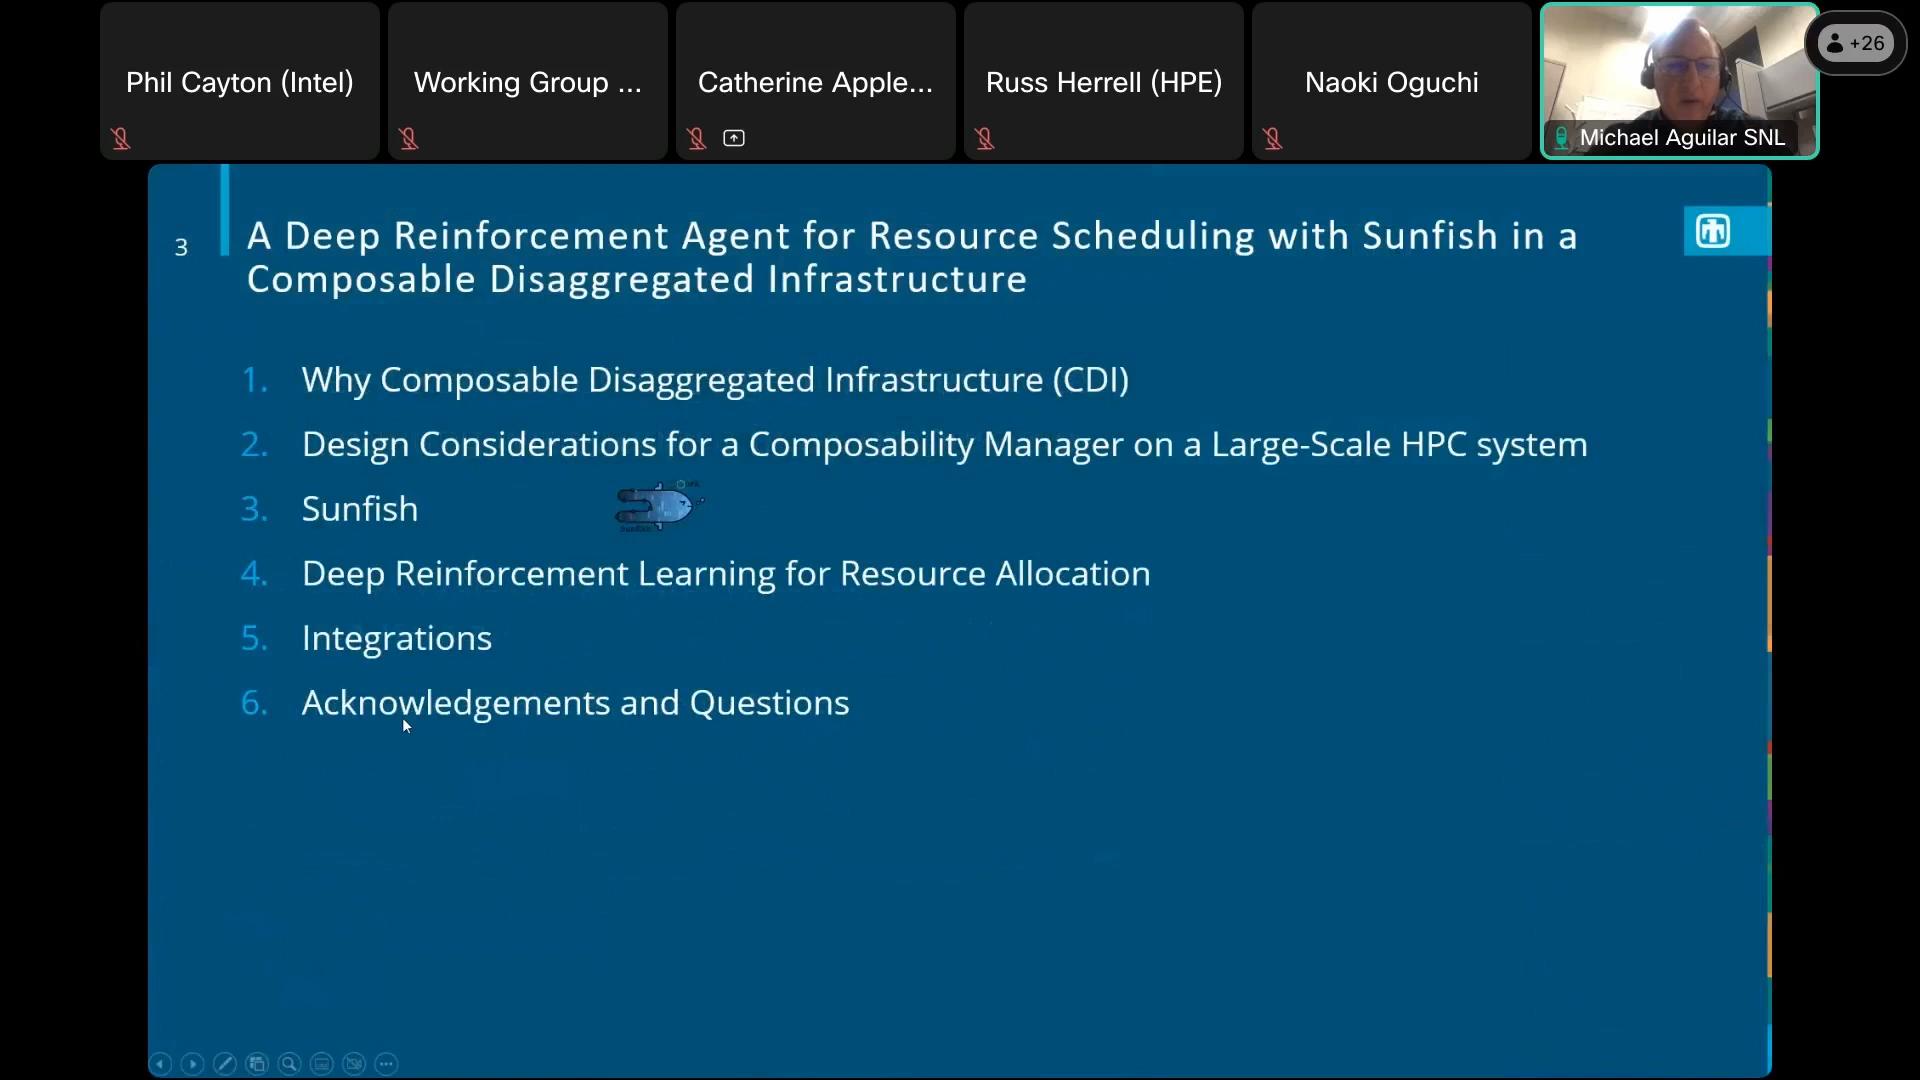 Phil Cayton (Intel)
Working Group ...
Catherine Apple...
Russ Herrell (HPE)
Naoki Oguchi
Michael Aguilar SNL
+26
3
A Deep Reinforcement Agent for Resource Scheduling with Sunfish in a
Composable Disaggregated Infrastructure
1. Why Composable Disaggregated Infrastructure (CDI)
2. Design Considerations for a Composability Manager on a Large-Scale HPC system
3. Sunfish
4. Deep Reinforcement Learning for Resource Allocation
5. Integrations
6. Acknowledgements and Questions